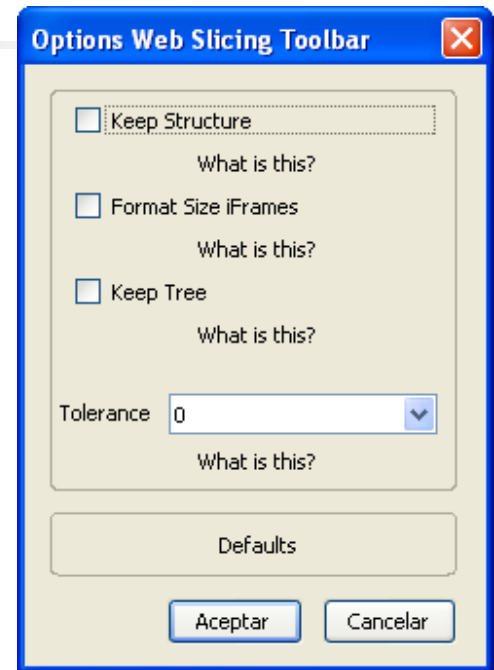 Options Web Slicing Toolbar
Keep Structure
What is this?
Format Size iFrames
What is this?
Keep Tree
What is this?
Tolerance 0
What is this?
Defaults
Aceptar Cancelar